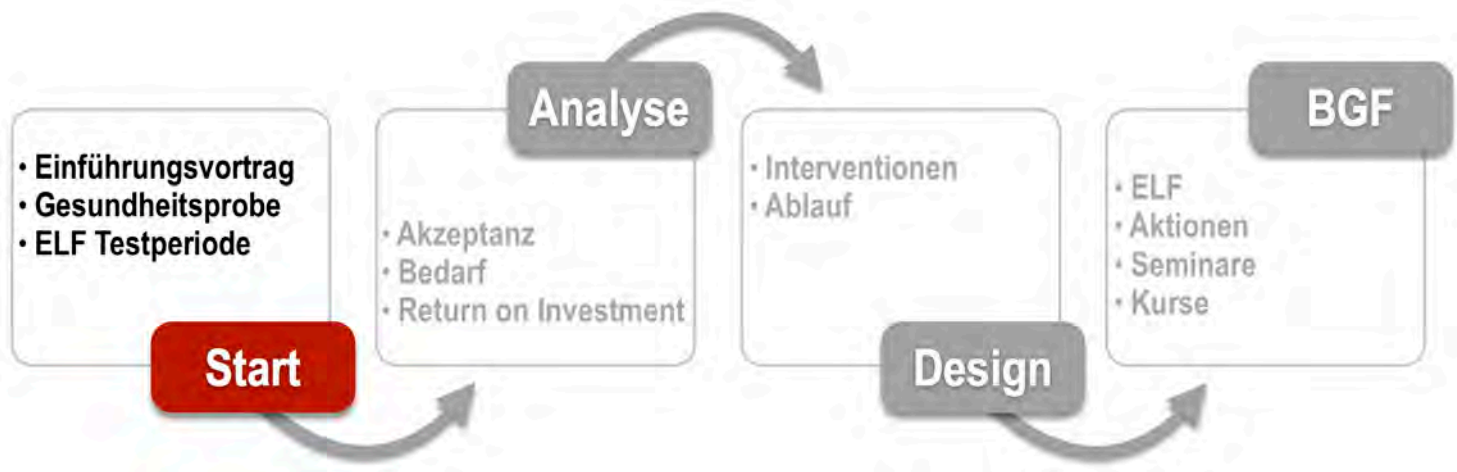 Start
• Einführungsvortrag
• Gesundheitsprobe
• ELF Testperiode
Analyse
• Akzeptanz
• Bedarf
• Return on Investment
Design
• Interventionen
• Ablauf
BGF
• ELF
• Aktionen
• Seminare
• Kurse